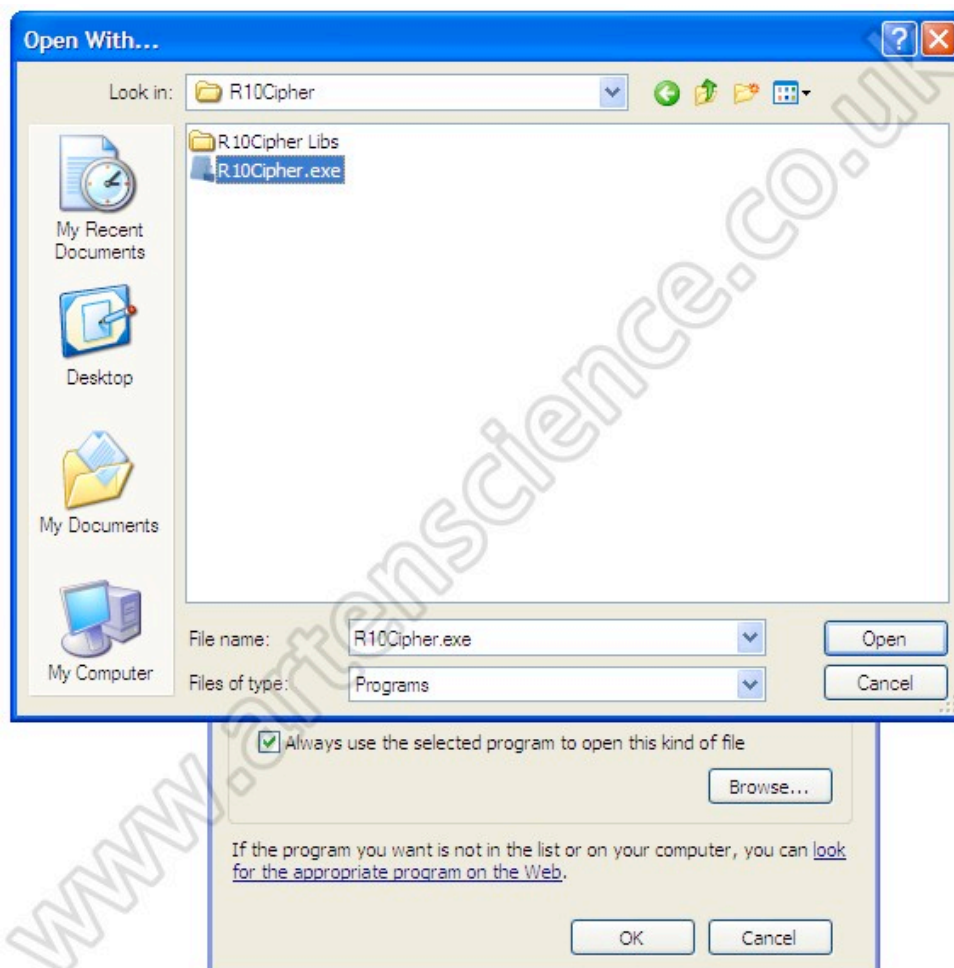 Open With...
Look in: R10Cipher
R10Cipher Libs
R10Cipher.exe
My Recent
Documents
Desktop
My Documents
My Computer
File name: R10Cipher.exe Open
Files of type: Programs Cancel
Always use the selected program to open this kind of file
Browse...
If the program you want is not in the list or on your computer, you can look
for the appropriate program on the Web.
OK Cancel
www.artenscience.co.uk